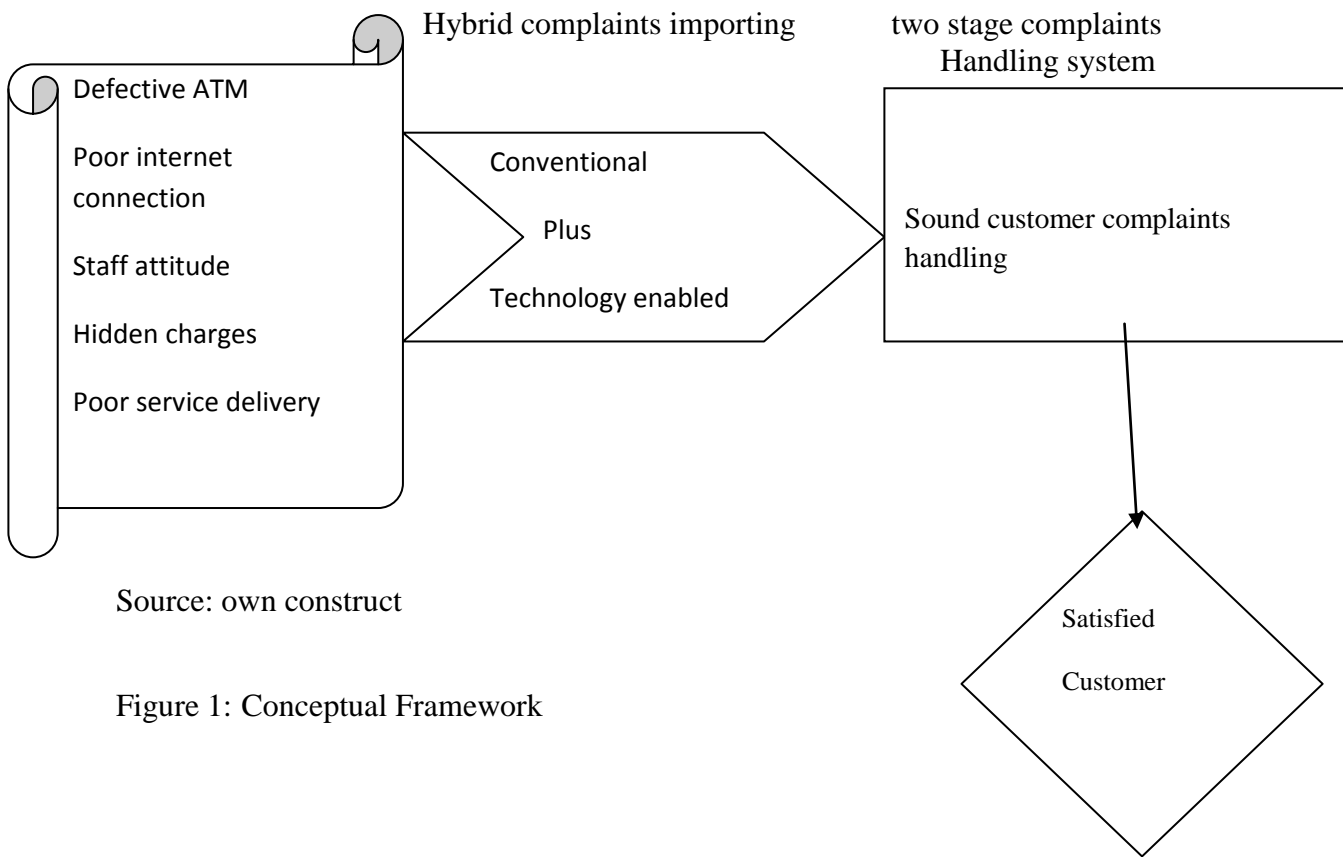 Hybrid complaints importing
two stage complaints
Handling system
Defective ATM
Poor internet
connection
Staff attitude
Hidden charges
Poor service delivery
Conventional
Plus
Technology enabled
Sound customer complaints
handling
Satisfied
Customer
Source: own construct
Figure 1: Conceptual Framework